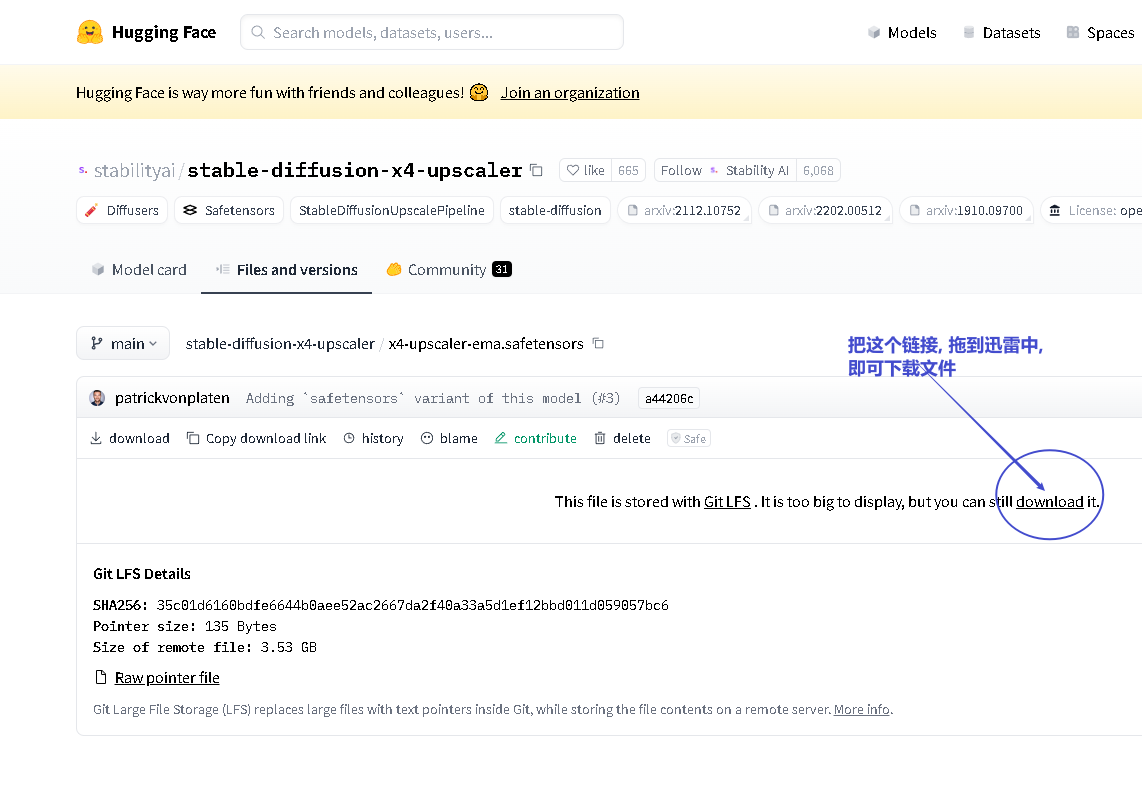 Hugging Face
Search models, datasets, users...
Models
Datasets
Spaces
Hugging Face is way more fun with friends and colleagues! 🤗 Join an organization
stabilityai/stable-diffusion-x4-upscaler
like 665
Follow Stability AI 6,068
Diffusers
Safetensors
StableDiffusionUpscalePipeline
stable-diffusion
arxiv:2112.10752
arxiv:2202.00512
arxiv:1910.09700
License: ope
Model card
Files and versions
Community 31
main
stable-diffusion-x4-upscaler / x4-upscaler-ema.safetensors
把这个链接, 拖到迅雷中,
即可下载文件
patrickvonplaten Adding `safetensors` variant of this model (#3) a44206c
download
Copy download link
history
blame
contribute
delete
Safe
This file is stored with Git LFS . It is too big to display, but you can still download it.
Git LFS Details
SHA256: 35c01d6160bdfe6644b0aee52ac2667da2f40a33a5d1ef12bbd011d059057bc6
Pointer size: 135 Bytes
Size of remote file: 3.53 GB
Raw pointer file
Git Large File Storage (LFS) replaces large files with text pointers inside Git, while storing the file contents on a remote server. More info.